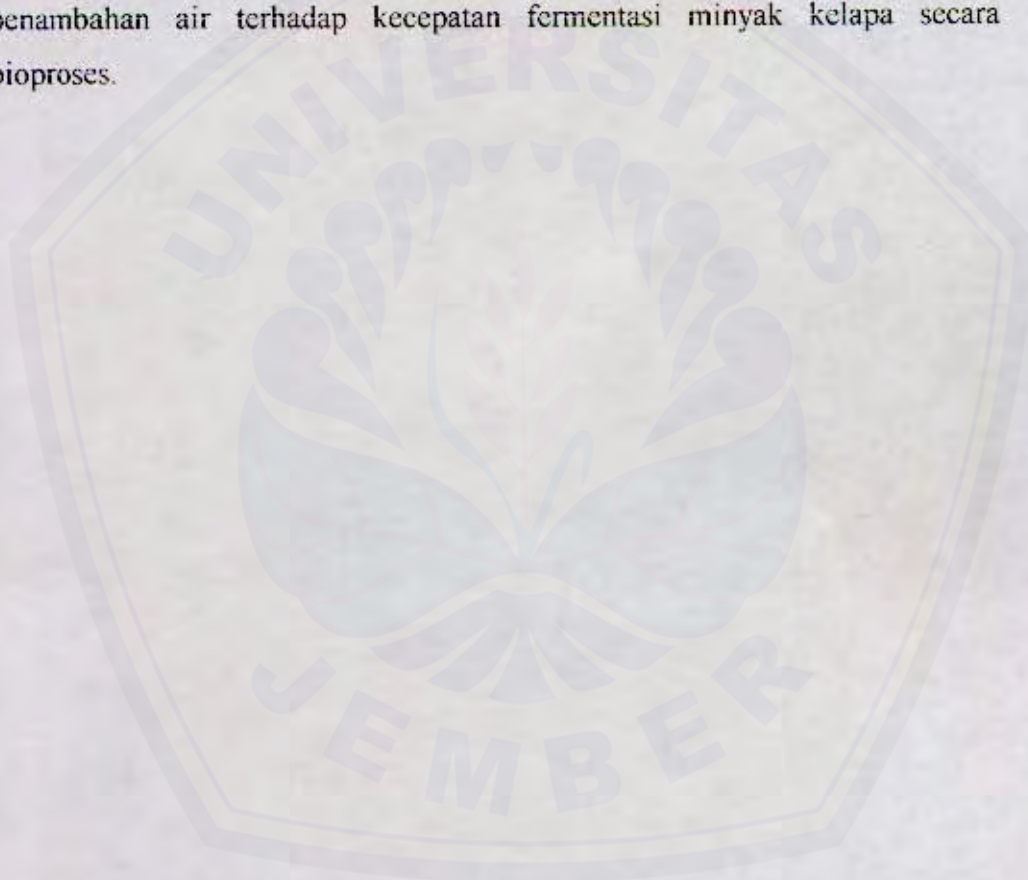 penambahan air terhadap kecepatan fermentasi minyak kelapa secara
bioproses.
UNIVERSITAS
JEMBER